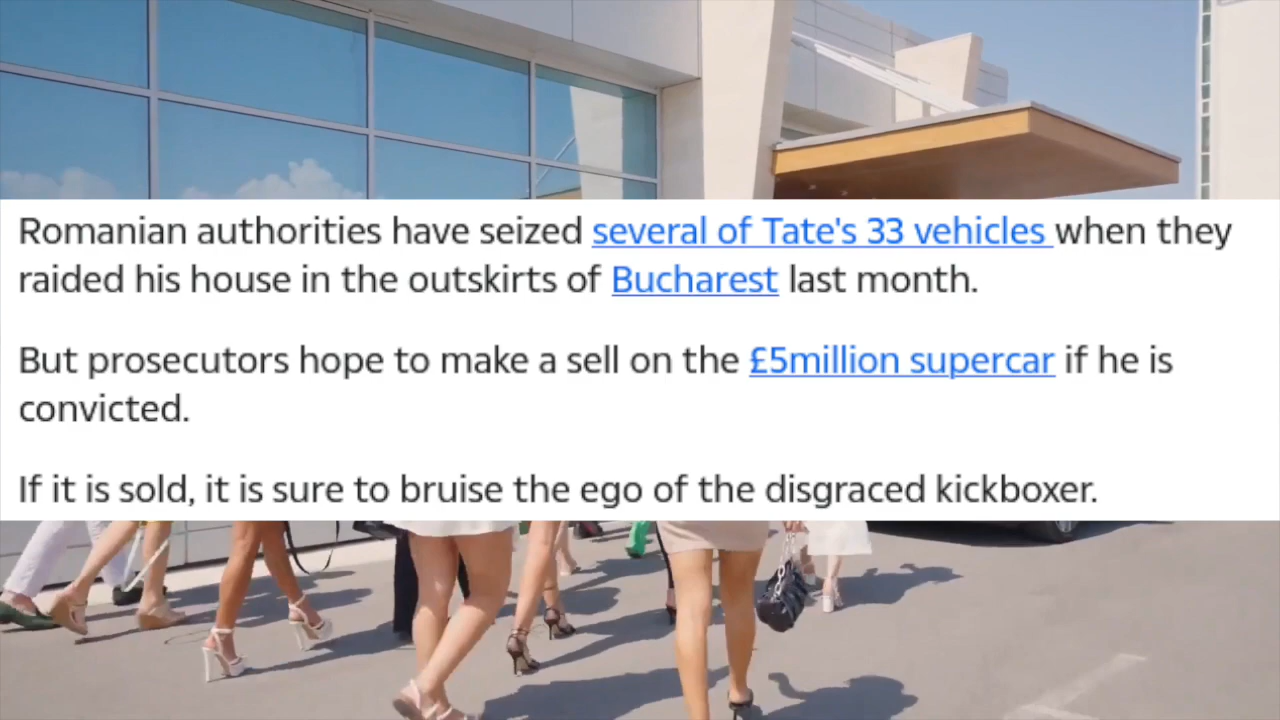 Romanian authorities have seized several of Tate's 33 vehicles when they
raided his house in the outskirts of Bucharest last month.
But prosecutors hope to make a sell on the £5million supercar if he is
convicted.
If it is sold, it is sure to bruise the ego of the disgraced kickboxer.